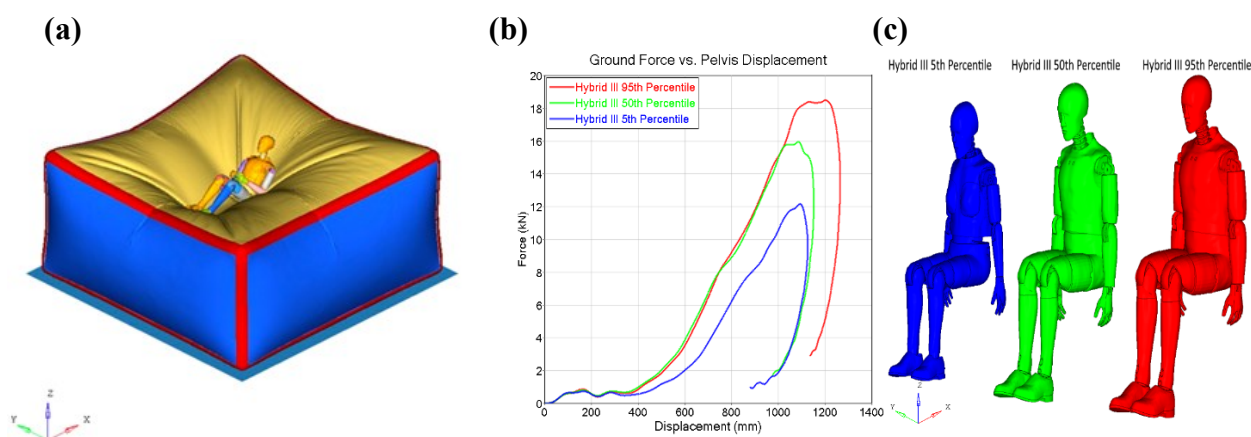 (a)
(b)
(c)
Ground Force vs. Pelvis Displacement
Hybrid III 95th Percentile
Hybrid III 50th Percentile
Hybrid III 5th Percentile
Force (kN)
20
18
16
14
12
10
8
6
4
2
0
0 200 400 600 800 1000 1200 1400
Displacement (mm)
Hybrid III 5th Percentile
Hybrid III 50th Percentile
Hybrid III 95th Percentile
Z
Y
X
Z
Y
X